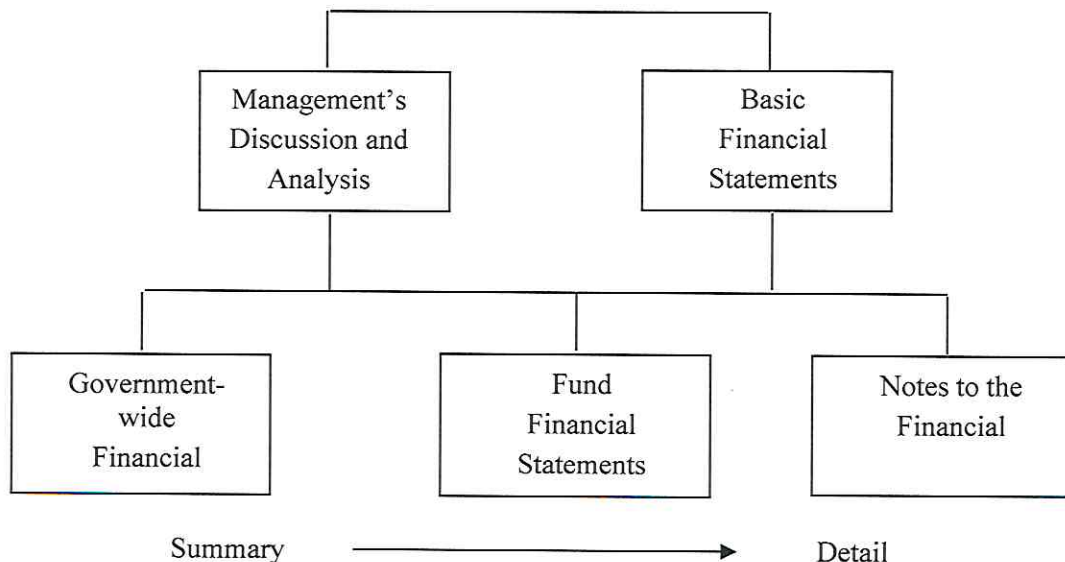 Management’s
Discussion and
Analysis
Basic
Financial
Statements
Government-
wide
Financial
Fund
Financial
Statements
Notes to the
Financial
Summary
Detail